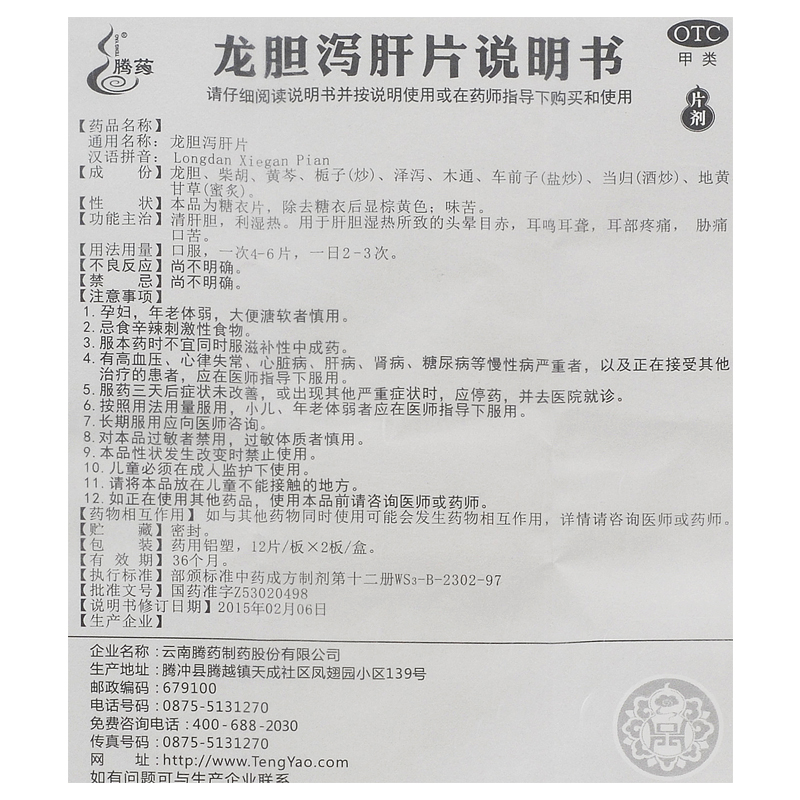 TENG YAO
腾药
龙胆泻肝片说明书
OTC
甲类
请仔细阅读说明书并按说明使用或在药师指导下购买和使用
片剂
【药品名称】
通用名称：龙胆泻肝片
汉语拼音：Longdan Xiegan Pian
【成 份】龙胆、柴胡、黄芩、栀子(炒)、泽泻、木通、车前子(盐炒)、当归(酒炒)、地黄
甘草(蜜炙)。
【性 状】本品为糖衣片，除去糖衣后显棕黄色；味苦。
【功能主治】清肝胆，利湿热。用于肝胆湿热所致的头晕目赤，耳鸣耳聋，耳部疼痛，胁痛
口苦。
【用法用量】口服，一次4-6片，一日2-3次。
【不良反应】尚不明确。
【禁 忌】尚不明确。
【注意事项】
1. 孕妇，年老体弱，大便溏软者慎用。
2. 忌食辛辣刺激性食物。
3. 服本药时不宜同时服滋补性中成药。
4. 有高血压、心律失常、心脏病、肝病、肾病、糖尿病等慢性病严重者，以及正在接受其他
治疗的患者，应在医师指导下服用。
5. 服药三天后症状未改善，或出现其他严重症状时，应停药，并去医院就诊。
6. 按照用法用量服用，小儿、年老体弱者应在医师指导下服用。
7. 长期服用应向医师咨询。
8. 对本品过敏者禁用，过敏体质者慎用。
9. 本品性状发生改变时禁止使用。
10. 儿童必须在成人监护下使用。
11. 请将本品放在儿童不能接触的地方。
12. 如正在使用其他药品，使用本品前请咨询医师或药师。
【药物相互作用】如与其他药物同时使用可能会发生药物相互作用，详情请咨询医师或药师。
【贮 藏】密封。
【包 装】药用铝塑，12片/板×2板/盒。
【有 效 期】36个月。
【执行标准】部颁标准中药成方制剂第十二册WS3-B-2302-97
【批准文号】国药准字Z53020498
【说明书修订日期】2015年02月06日
【生产企业】
企业名称：云南腾药制药股份有限公司
生产地址：腾冲县腾越镇天成社区凤翅园小区139号
邮政编码：679100
电话号码：0875-5131270
免费咨询电话：400-688-2030
传真号码：0875-5131270
网 址：http://www.TengYao.com
如有问题可与生产企业联系